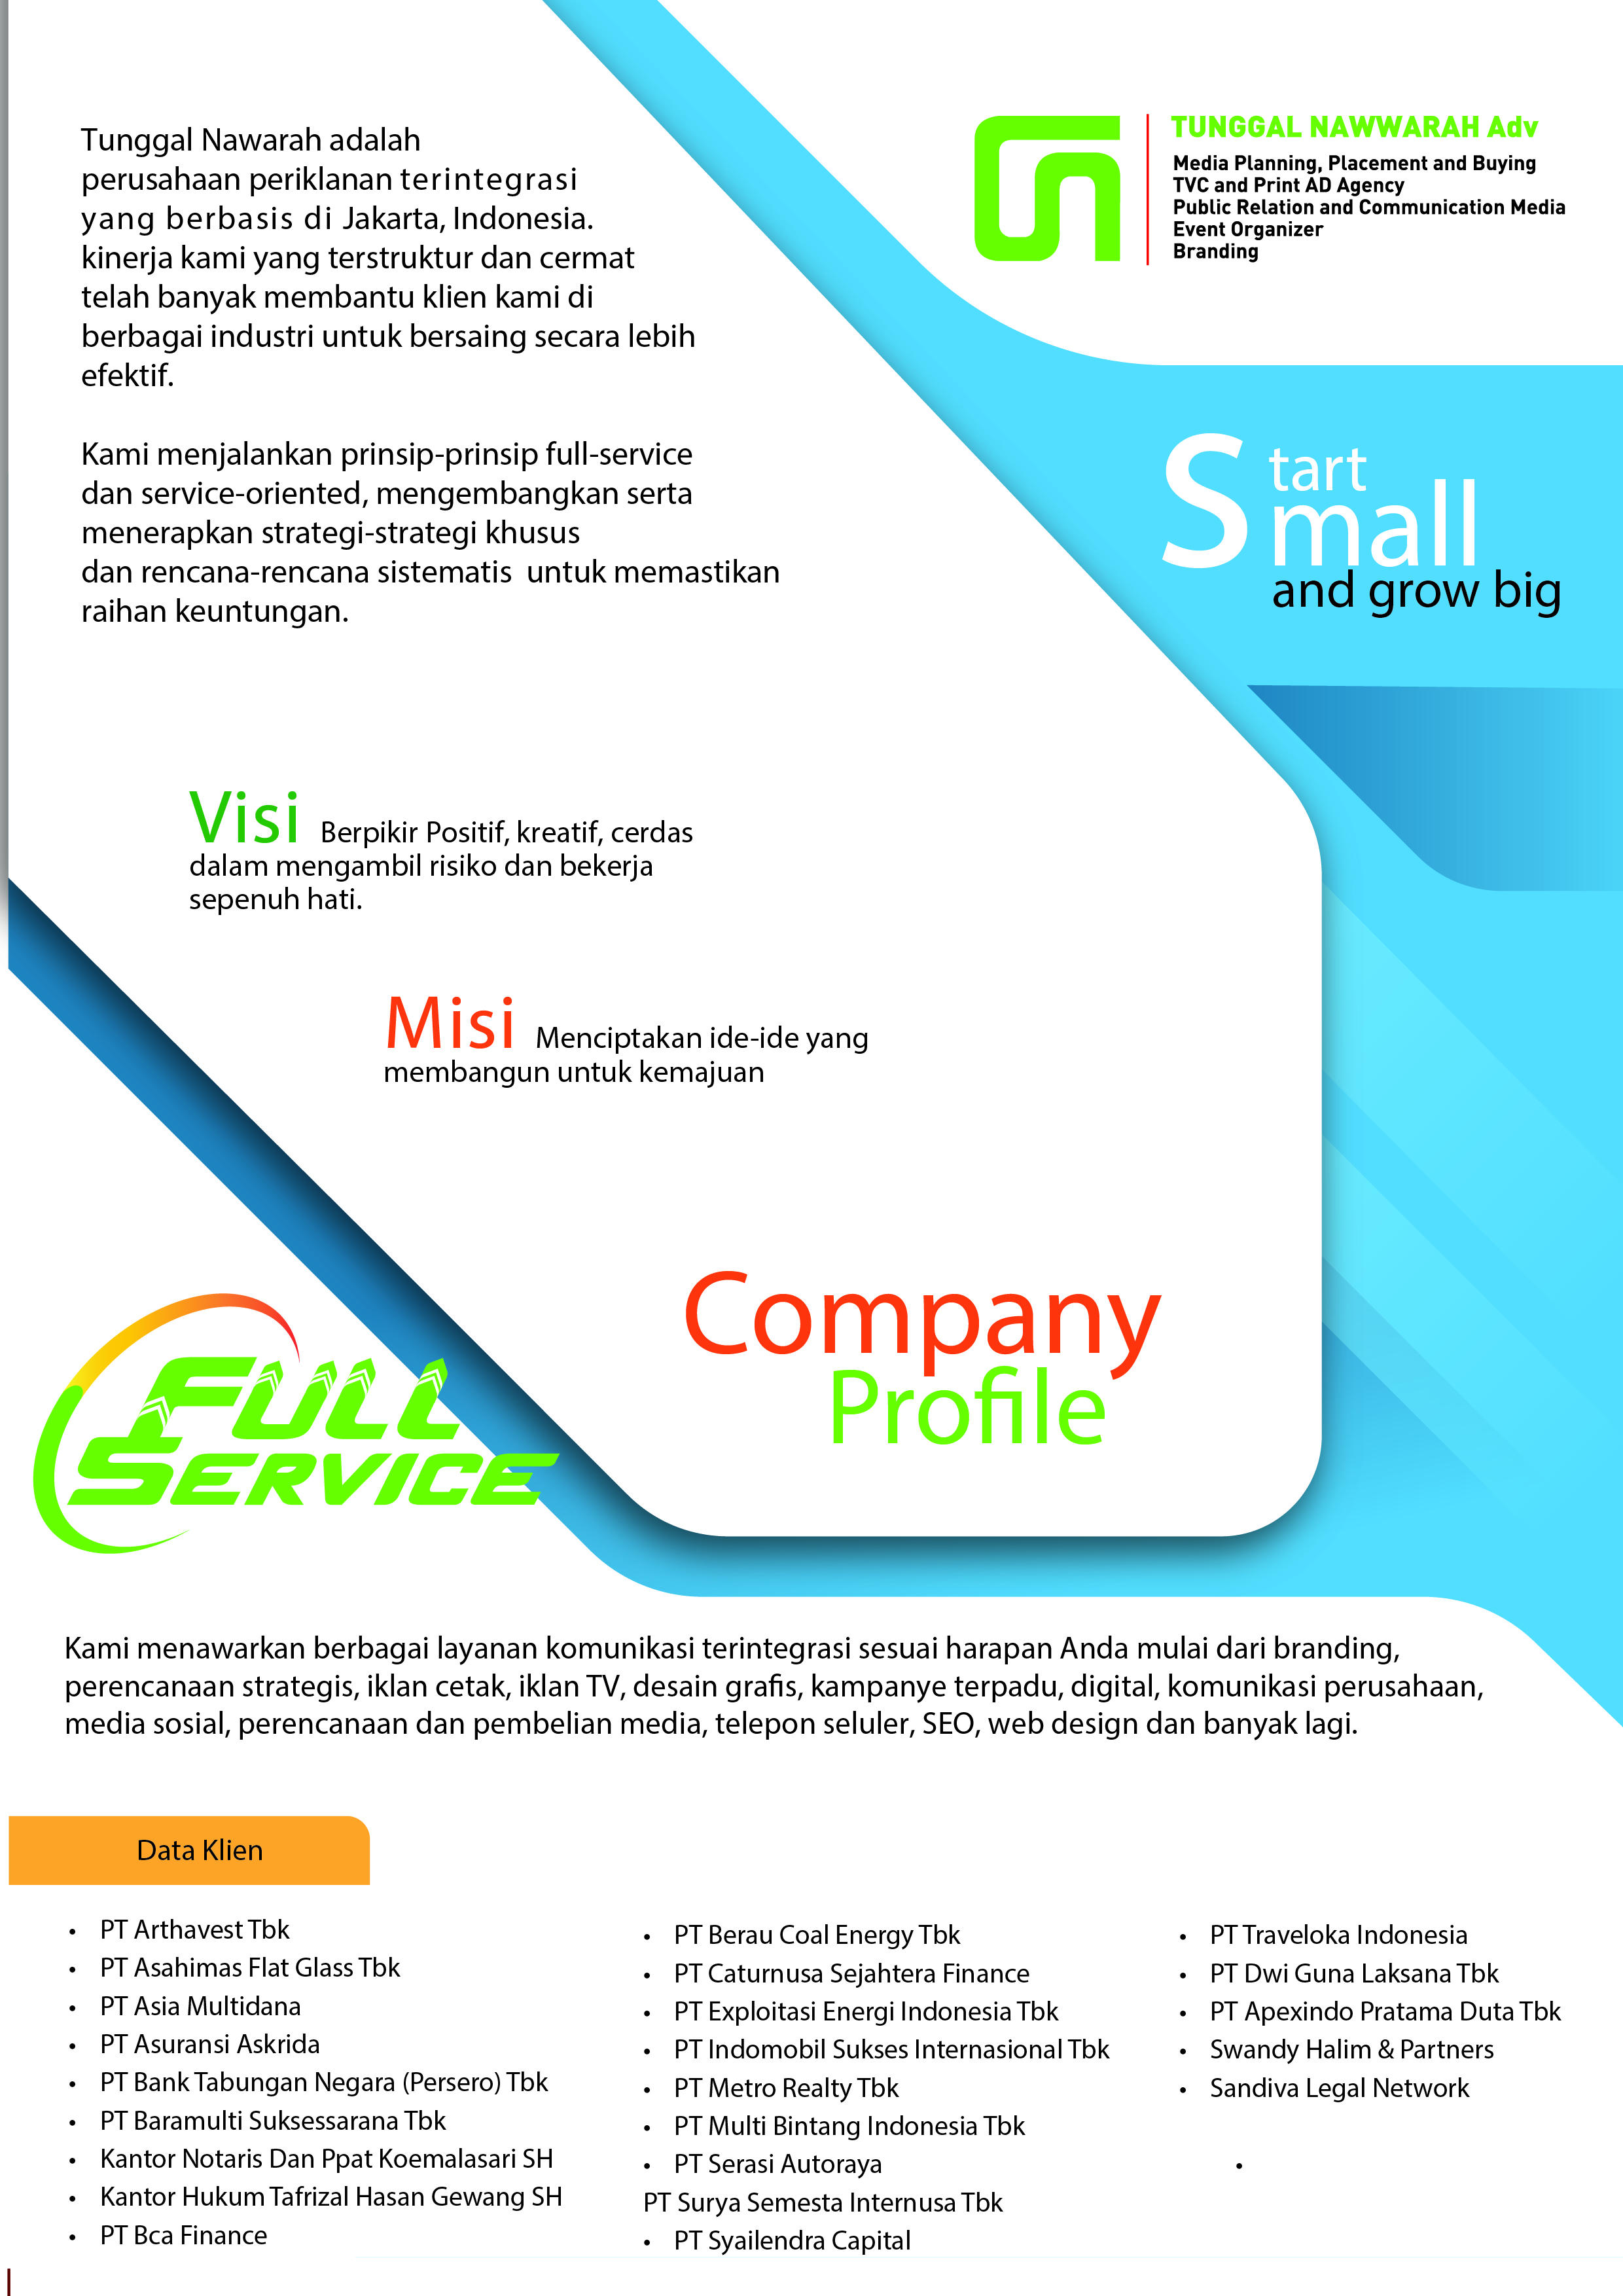 Tunggal Nawarah adalah
perusahaan periklanan terintegrasi
yang berbasis di Jakarta, Indonesia.
kinerja kami yang terstruktur dan cermat
telah banyak membantu klien kami di
berbagai industri untuk bersaing secara lebih
efektif.
Kami menjalankan prinsip-prinsip full-service
dan service-oriented, mengembangkan serta
menerapkan strategi-strategi khusus
dan rencana-rencana sistematis untuk memastikan
raihan keuntungan.
TUNGGAL NAWWARAH Adv
Media Planning, Placement and Buying
TVC and Print AD Agency
Public Relation and Communication Media
Event Organizer
Branding
Start
mall
and grow big
Visi Berpikir Positif, kreatif, cerdas
dalam mengambil risiko dan bekerja
sepenuh hati.
Misi Menciptakan ide-ide yang
membangun untuk kemajuan
Company
Profile
FULL
SERVICE
Kami menawarkan berbagai layanan komunikasi terintegrasi sesuai harapan Anda mulai dari branding,
perencanaan strategis, iklan cetak, iklan TV, desain grafis, kampanye terpadu, digital, komunikasi perusahaan,
media sosial, perencanaan dan pembelian media, telepon seluler, SEO, web design dan banyak lagi.
Data Klien
• PT Arthavest Tbk
• PT Asahimas Flat Glass Tbk
• PT Asia Multidana
• PT Asuransi Askrida
• PT Bank Tabungan Negara (Persero) Tbk
• PT Baramulti Suksessarana Tbk
• Kantor Notaris Dan Ppat Koemalasari SH
• Kantor Hukum Tafrizal Hasan Gewang SH
• PT Bca Finance
• PT Berau Coal Energy Tbk
• PT Caturnusa Sejahtera Finance
• PT Exploitasi Energi Indonesia Tbk
• PT Indomobil Sukses Internasional Tbk
• PT Metro Realty Tbk
• PT Multi Bintang Indonesia Tbk
• PT Serasi Autoraya
PT Surya Semesta Internusa Tbk
• PT Syailendra Capital
• PT Traveloka Indonesia
• PT Dwi Guna Laksana Tbk
• PT Apexindo Pratama Duta Tbk
• Swandy Halim & Partners
• Sandiva Legal Network
•